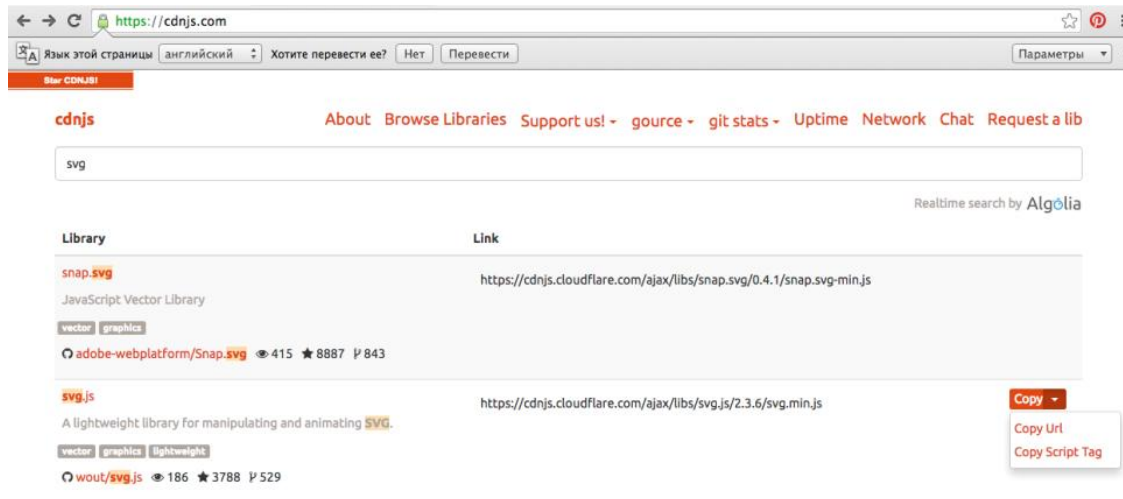 https://cdnjs.com
Язык этой страницы английский Хотите перевести ее? Нет Перевести Параметры
Star CDNJS!
cdnjs About Browse Libraries Support us! gource git stats Uptime Network Chat Request a lib
svg
Realtime search by Algolia
Library Link
snap.svg https://cdnjs.cloudflare.com/ajax/libs/snap.svg/0.4.1/snap.svg-min.js
JavaScript Vector Library
vector graphics
adobe-webplatform/Snap.svg 415 8887 843
svg.js https://cdnjs.cloudflare.com/ajax/libs/svg.js/2.3.6/svg.min.js Copy
A lightweight library for manipulating and animating SVG.
Copy Url
vector graphics lightweight
Copy Script Tag
wout/svg.js 186 3788 529